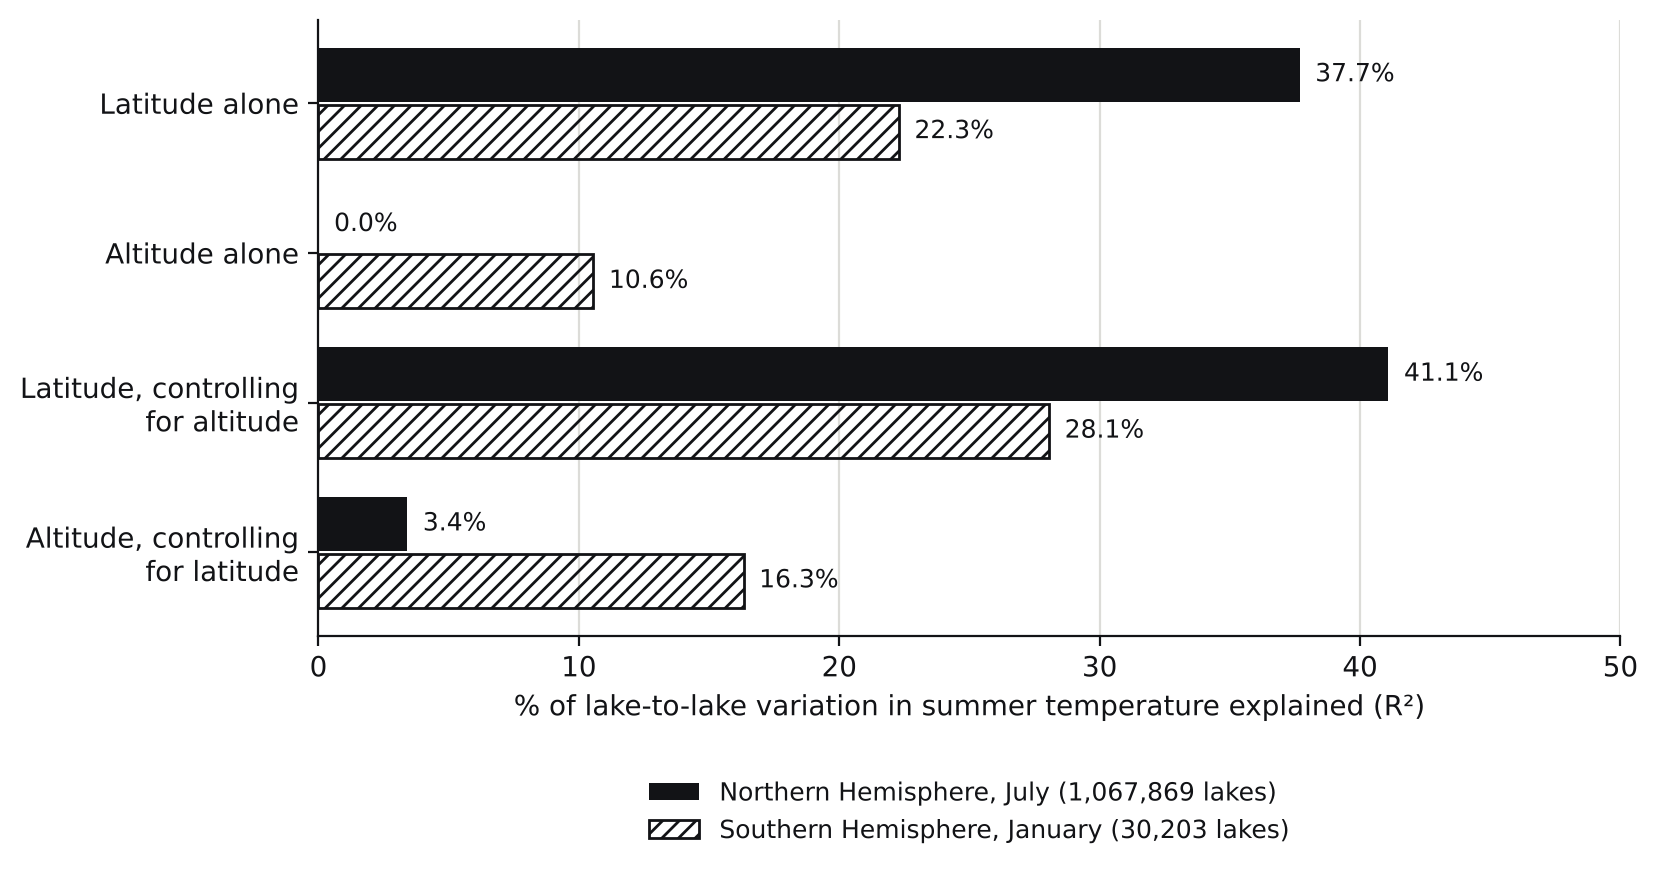 Latitude alone
37.7%
22.3%
Altitude alone
0.0%
10.6%
Latitude, controlling
for altitude
41.1%
28.1%
Altitude, controlling
for latitude
3.4%
16.3%
0 10 20 30 40 50
% of lake-to-lake variation in summer temperature explained (R²)
Northern Hemisphere, July (1,067,869 lakes)
Southern Hemisphere, January (30,203 lakes)